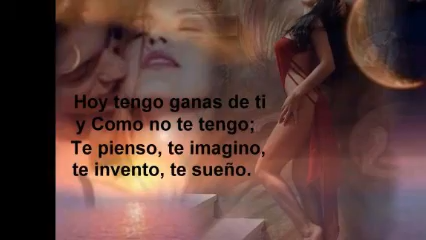 Hoy tengo ganas de ti
y Como no te tengo;
Te pienso, te imagino,
te invento, te sueño.